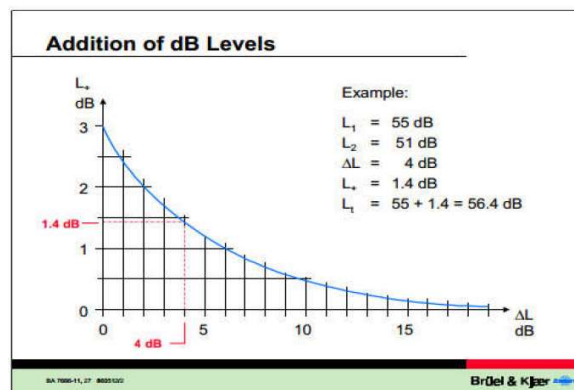 Addition of dB Levels
L₊
dB
3
2
1.4 dB
1
0
0
5
10
15
ΔL
dB
4 dB
Example:
L₁ = 55 dB
L₂ = 51 dB
ΔL = 4 dB
L₊ = 1.4 dB
Lₜ = 55 + 1.4 = 56.4 dB
Brüel & Kjær